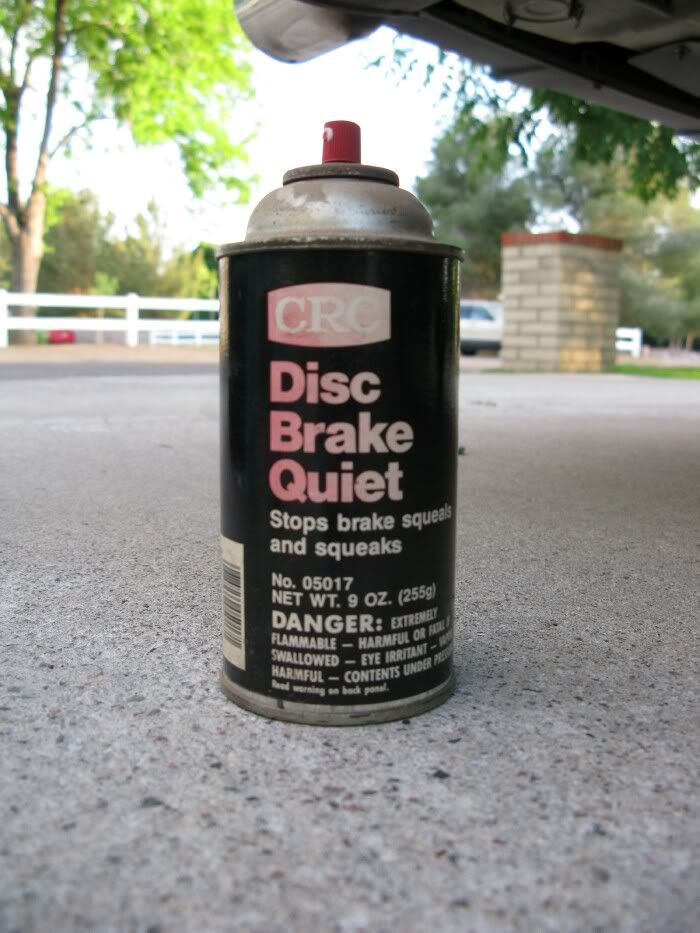 CRC
Disc
Brake
Quiet
Stops brake squeals
and squeaks
No. 05017
NET WT. 9 OZ. (255g)
DANGER: EXTREMELY
FLAMMABLE – HARMFUL OR FATAL
SWALLOWED – EYE IRRITANT –
HARMFUL – CONTENTS UNDER
Read warning on back panel.